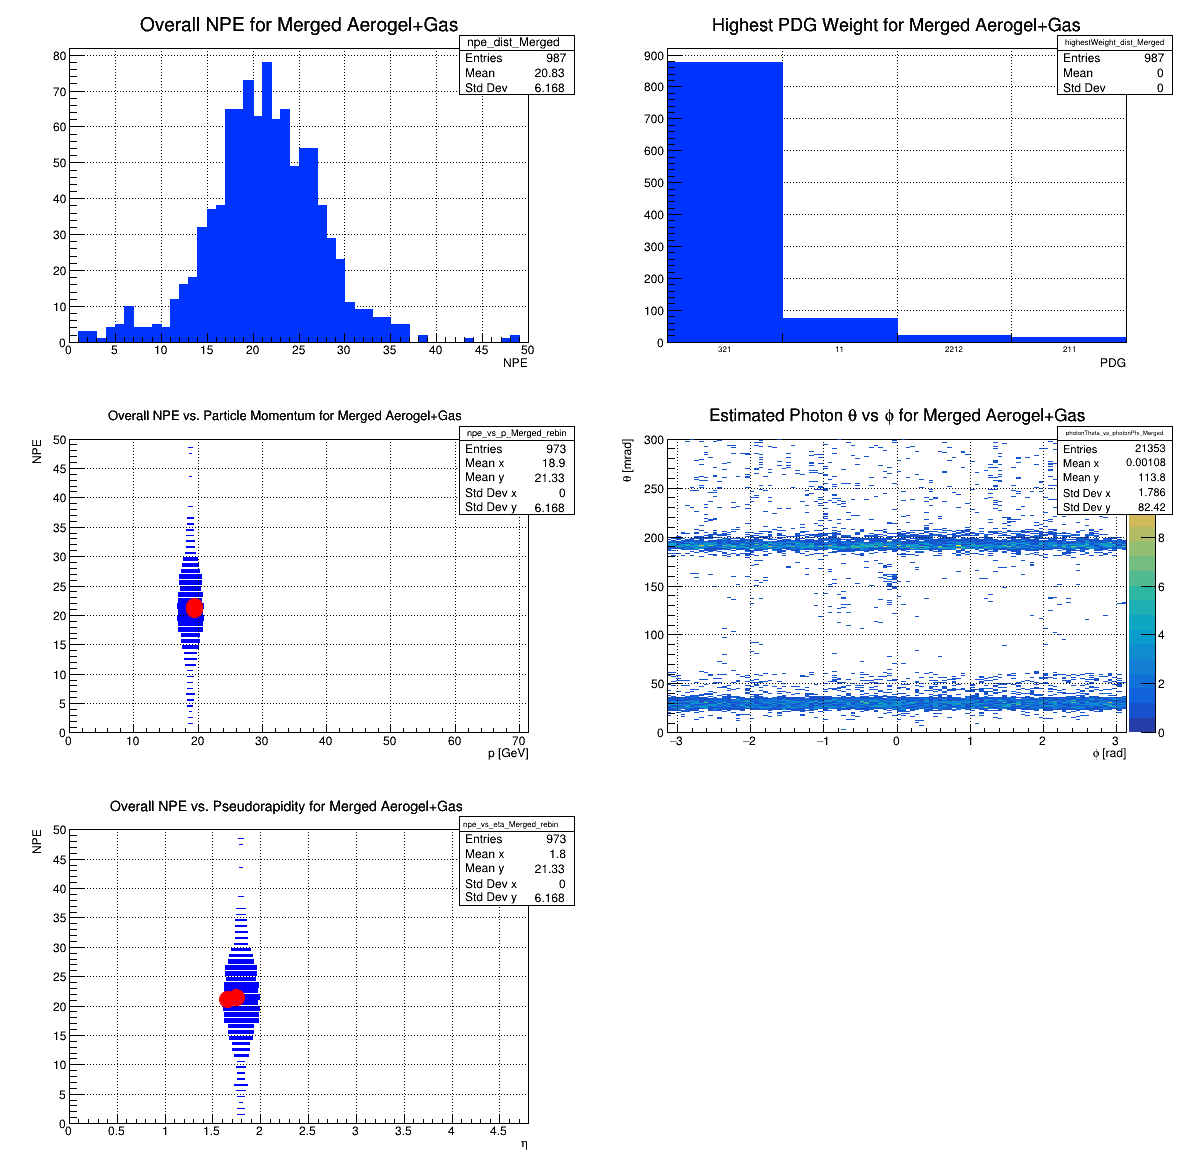 Overall NPE for Merged Aerogel+Gas
npe_dist_Merged
Entries 987
Mean 20.83
Std Dev 6.168
80
70
60
50
40
30
20
10
0
0 5 10 15 20 25 30 35 40 45 50
NPE
Highest PDG Weight for Merged Aerogel+Gas
highestWeight_dist_Merged
Entries 987
Mean 0
Std Dev 0
900
800
700
600
500
400
300
200
100
0
321 11 2212 211
PDG
Overall NPE vs. Particle Momentum for Merged Aerogel+Gas
npe_vs_p_Merged_rebin
Entries 973
Mean x 18.9
Mean y 21.33
Std Dev x 0
Std Dev y 6.168
NPE
50
45
40
35
30
25
20
15
10
5
0
0 10 20 30 40 50 60 70
p [GeV]
Estimated Photon θ vs ϕ for Merged Aerogel+Gas
photonTheta_vs_photonPhi_Merged
Entries 21353
Mean x 0.00108
Mean y 113.8
Std Dev x 1.786
Std Dev y 82.42
θ [mrad]
300
250
200
150
100
50
0
−3 −2 −1 0 1 2 3
ϕ [rad]
8
6
4
2
0
Overall NPE vs. Pseudorapidity for Merged Aerogel+Gas
npe_vs_eta_Merged_rebin
Entries 973
Mean x 1.8
Mean y 21.33
Std Dev x 0
Std Dev y 6.168
NPE
50
45
40
35
30
25
20
15
10
5
0
0 0.5 1 1.5 2 2.5 3 3.5 4 4.5
η